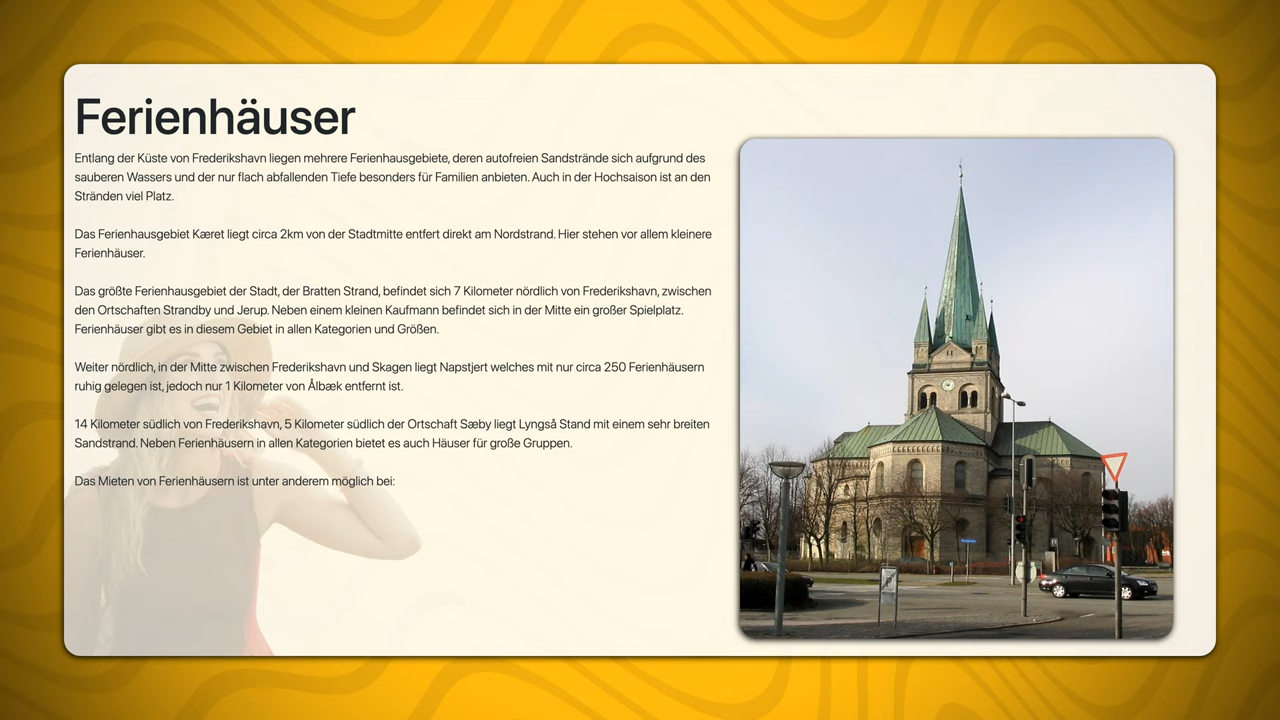 Ferienhäuser
Entlang der Küste von Frederikshavn liegen mehrere Ferienhausgebiete, deren autofreien Sandstrände sich aufgrund des
sauberen Wassers und der nur flach abfallenden Tiefe besonders für Familien anbieten. Auch in der Hochsaison ist an den
Stränden viel Platz.
Das Ferienhausgebiet Kæret liegt circa 2km von der Stadtmitte entfert direkt am Nordstrand. Hier stehen vor allem kleinere
Ferienhäuser.
Das größte Ferienhausgebiet der Stadt, der Bratten Strand, befindet sich 7 Kilometer nördlich von Frederikshavn, zwischen
den Ortschaften Strandby und Jerup. Neben einem kleinen Kaufmann befindet sich in der Mitte ein großer Spielplatz.
Ferienhäuser gibt es in diesem Gebiet in allen Kategorien und Größen.
Weiter nördlich, in der Mitte zwischen Frederikshavn und Skagen liegt Napstjert welches mit nur circa 250 Ferienhäusern
ruhig gelegen ist, jedoch nur 1 Kilometer von Ålbæk entfernt ist.
14 Kilometer südlich von Frederikshavn, 5 Kilometer südlich der Ortschaft Sæby liegt Lyngså Stand mit einem sehr breiten
Sandstrand. Neben Ferienhäusern in allen Kategorien bietet es auch Häuser für große Gruppen.
Das Mieten von Ferienhäusern ist unter anderem möglich bei: